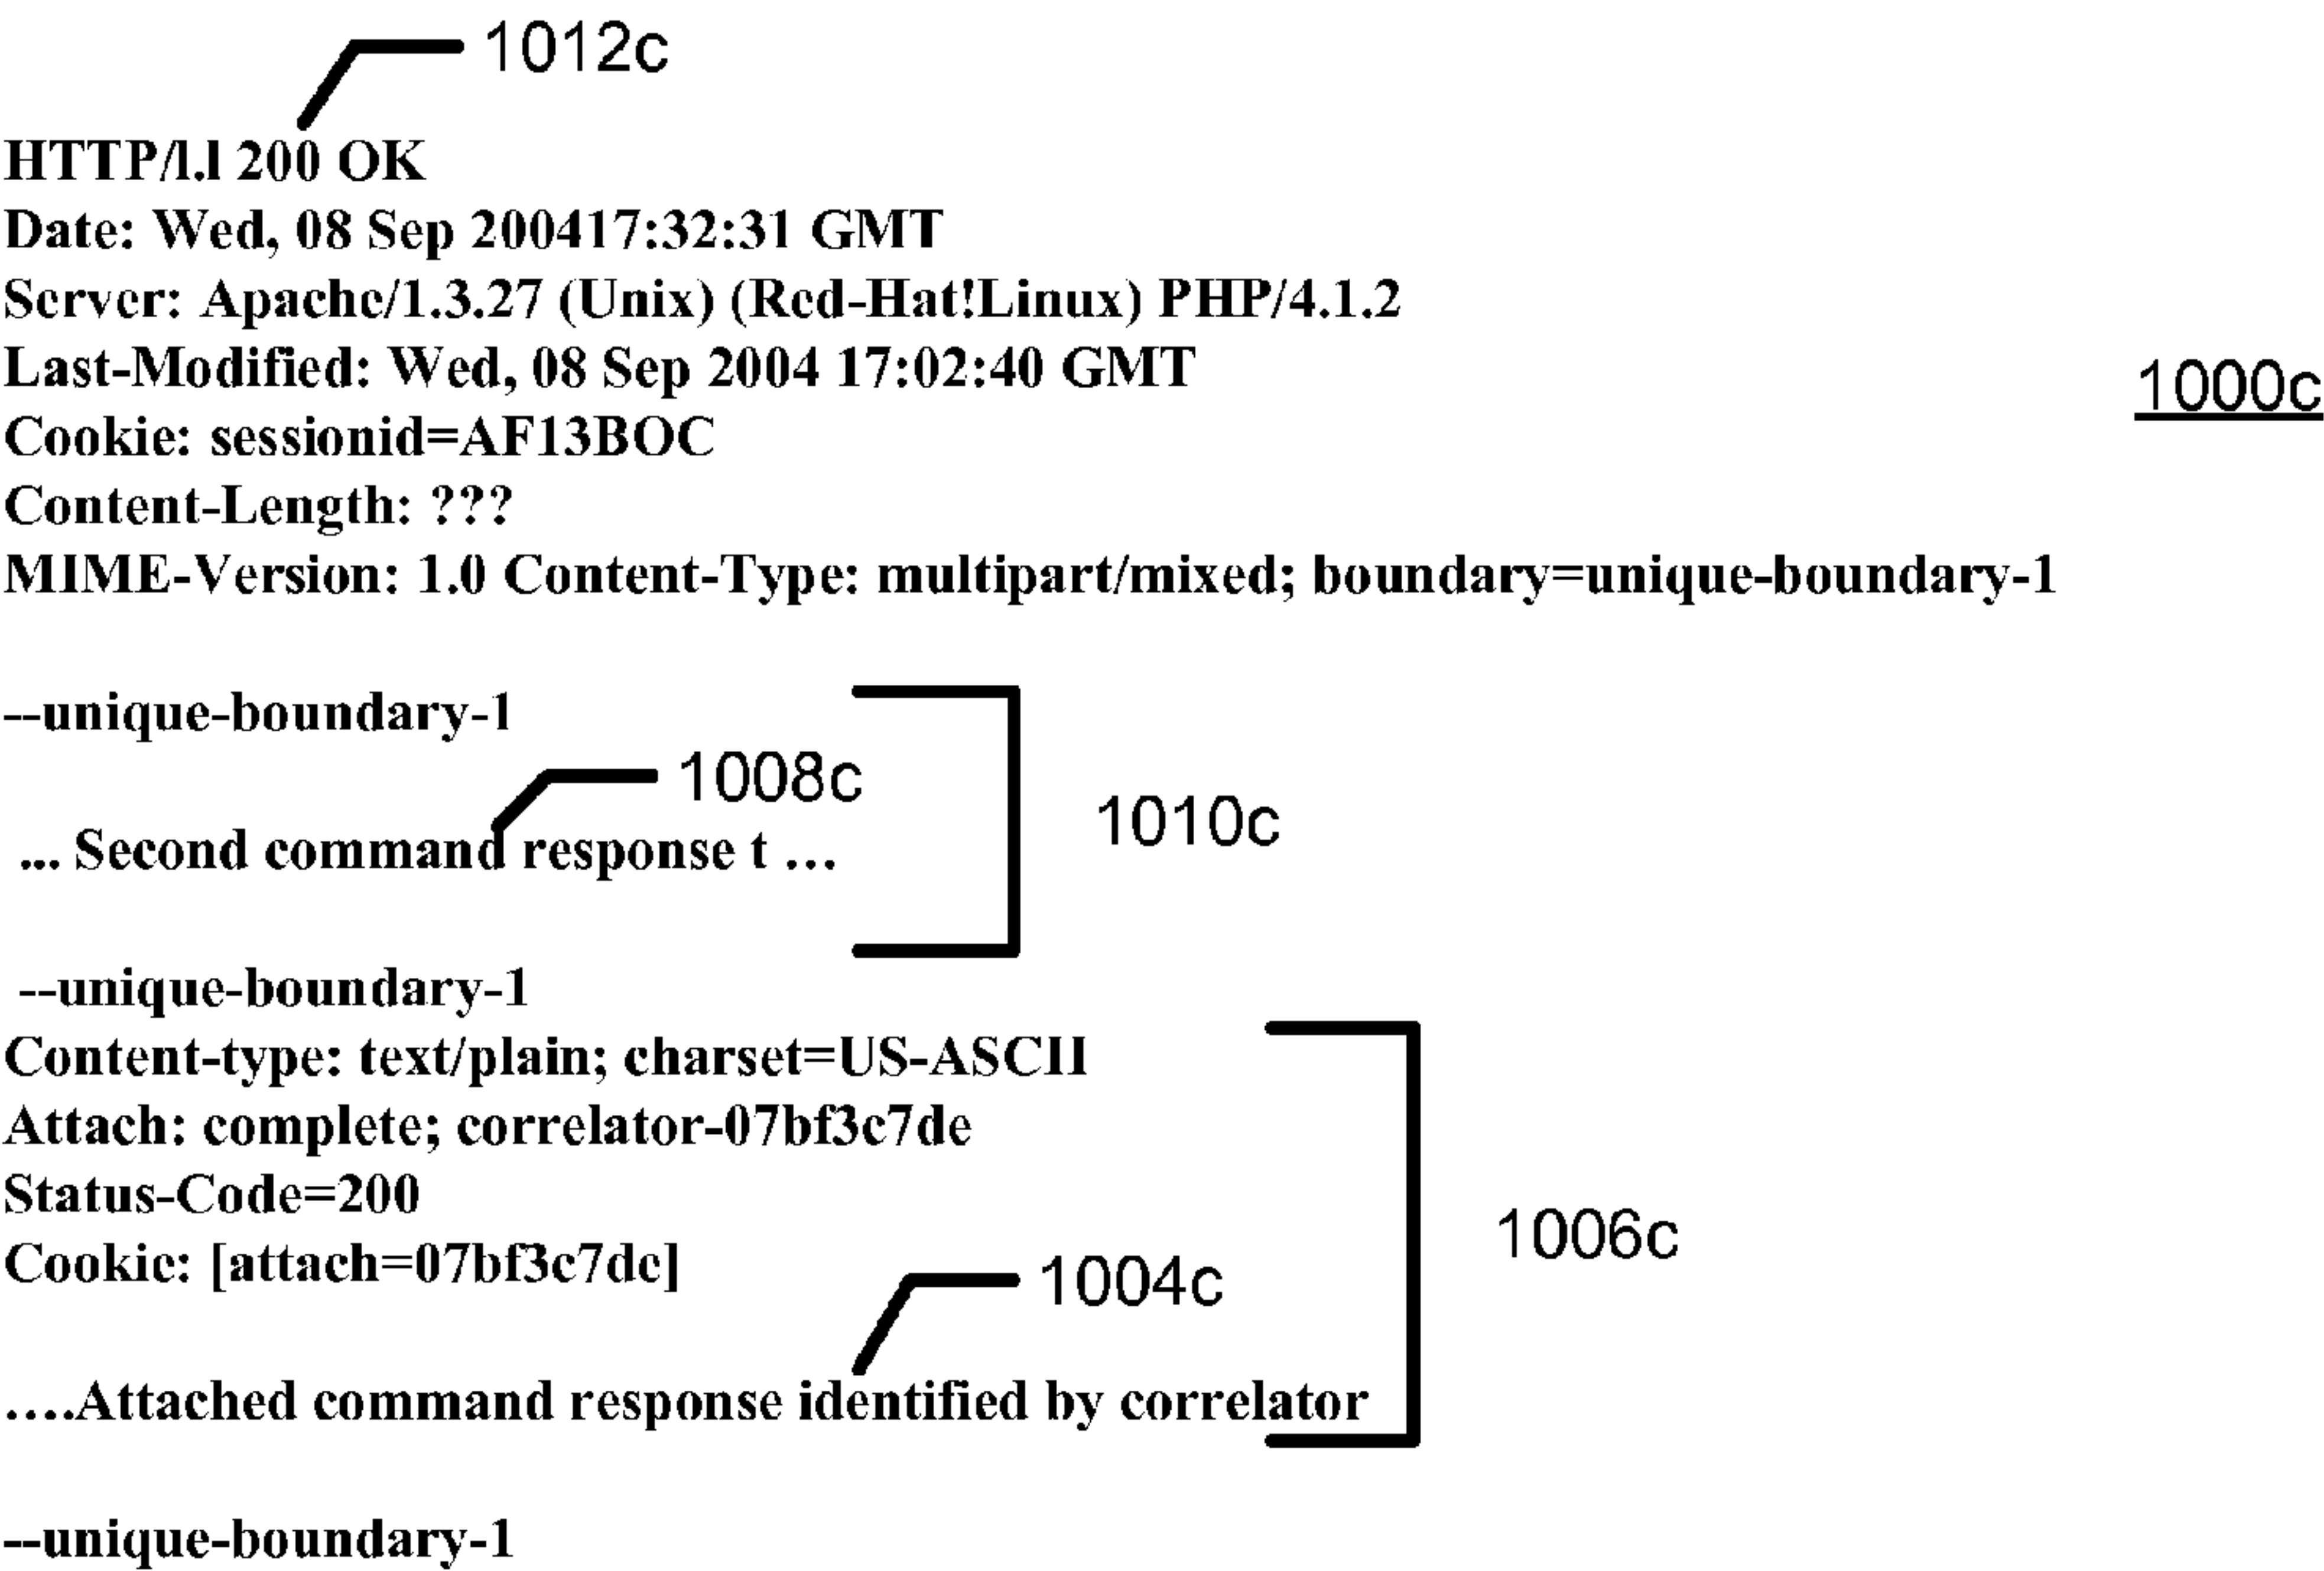 1012c
HTTP/l.l 200 OK
Date: Wed, 08 Sep 200417:32:31 GMT
Server: Apache/1.3.27 (Unix) (Red-Hat!Linux) PHP/4.1.2
Last-Modified: Wed, 08 Sep 2004 17:02:40 GMT
1000c
Cookie: sessionid=AF13BOC
Content-Length: ???
MIME-Version: 1.0 Content-Type: multipart/mixed; boundary=unique-boundary-1
--unique-boundary-1
1008c
1010c
... Second command response t ...
--unique-boundary-1
Content-type: text/plain; charset=US-ASCII
Attach: complete; correlator-07bf3c7de
Status-Code=200
1006c
Cookie: [attach=07bf3c7de]
1004c
....Attached command response identified by correlator
--unique-boundary-1